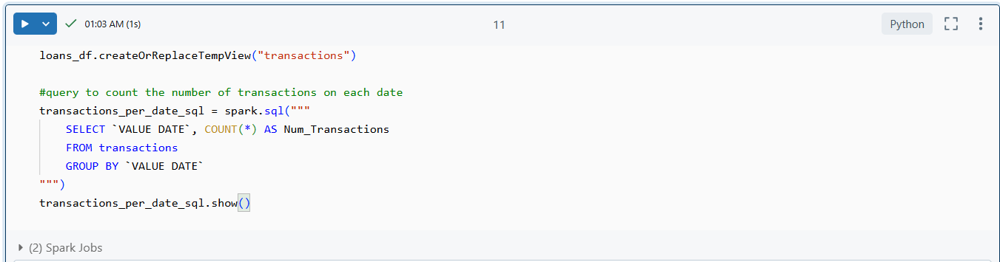 01:03 AM (1s)
11
Python
loans_df.createOrReplaceTempView("transactions")
#query to count the number of transactions on each date
transactions_per_date_sql = spark.sql("""
SELECT `VALUE DATE`, COUNT(*) AS Num_Transactions
FROM transactions
GROUP BY `VALUE DATE`
""")
transactions_per_date_sql.show()
(2) Spark Jobs